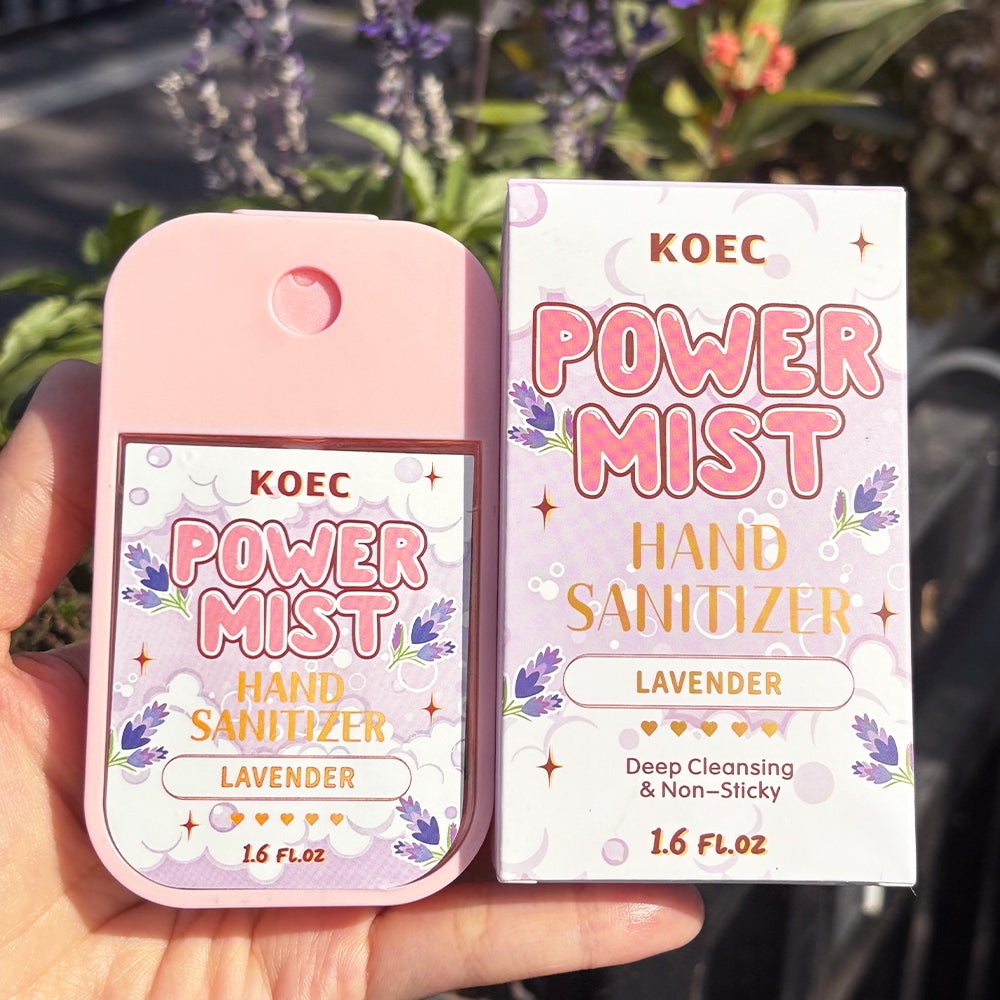 KOEC
POWER
MIST
HAND
SANITIZER
LAVENDER
1.6 FL.OZ
KOEC
POWER
MIST
HAND
SANITIZER
LAVENDER
Deep Cleansing
& Non–Sticky
1.6 FL.OZ